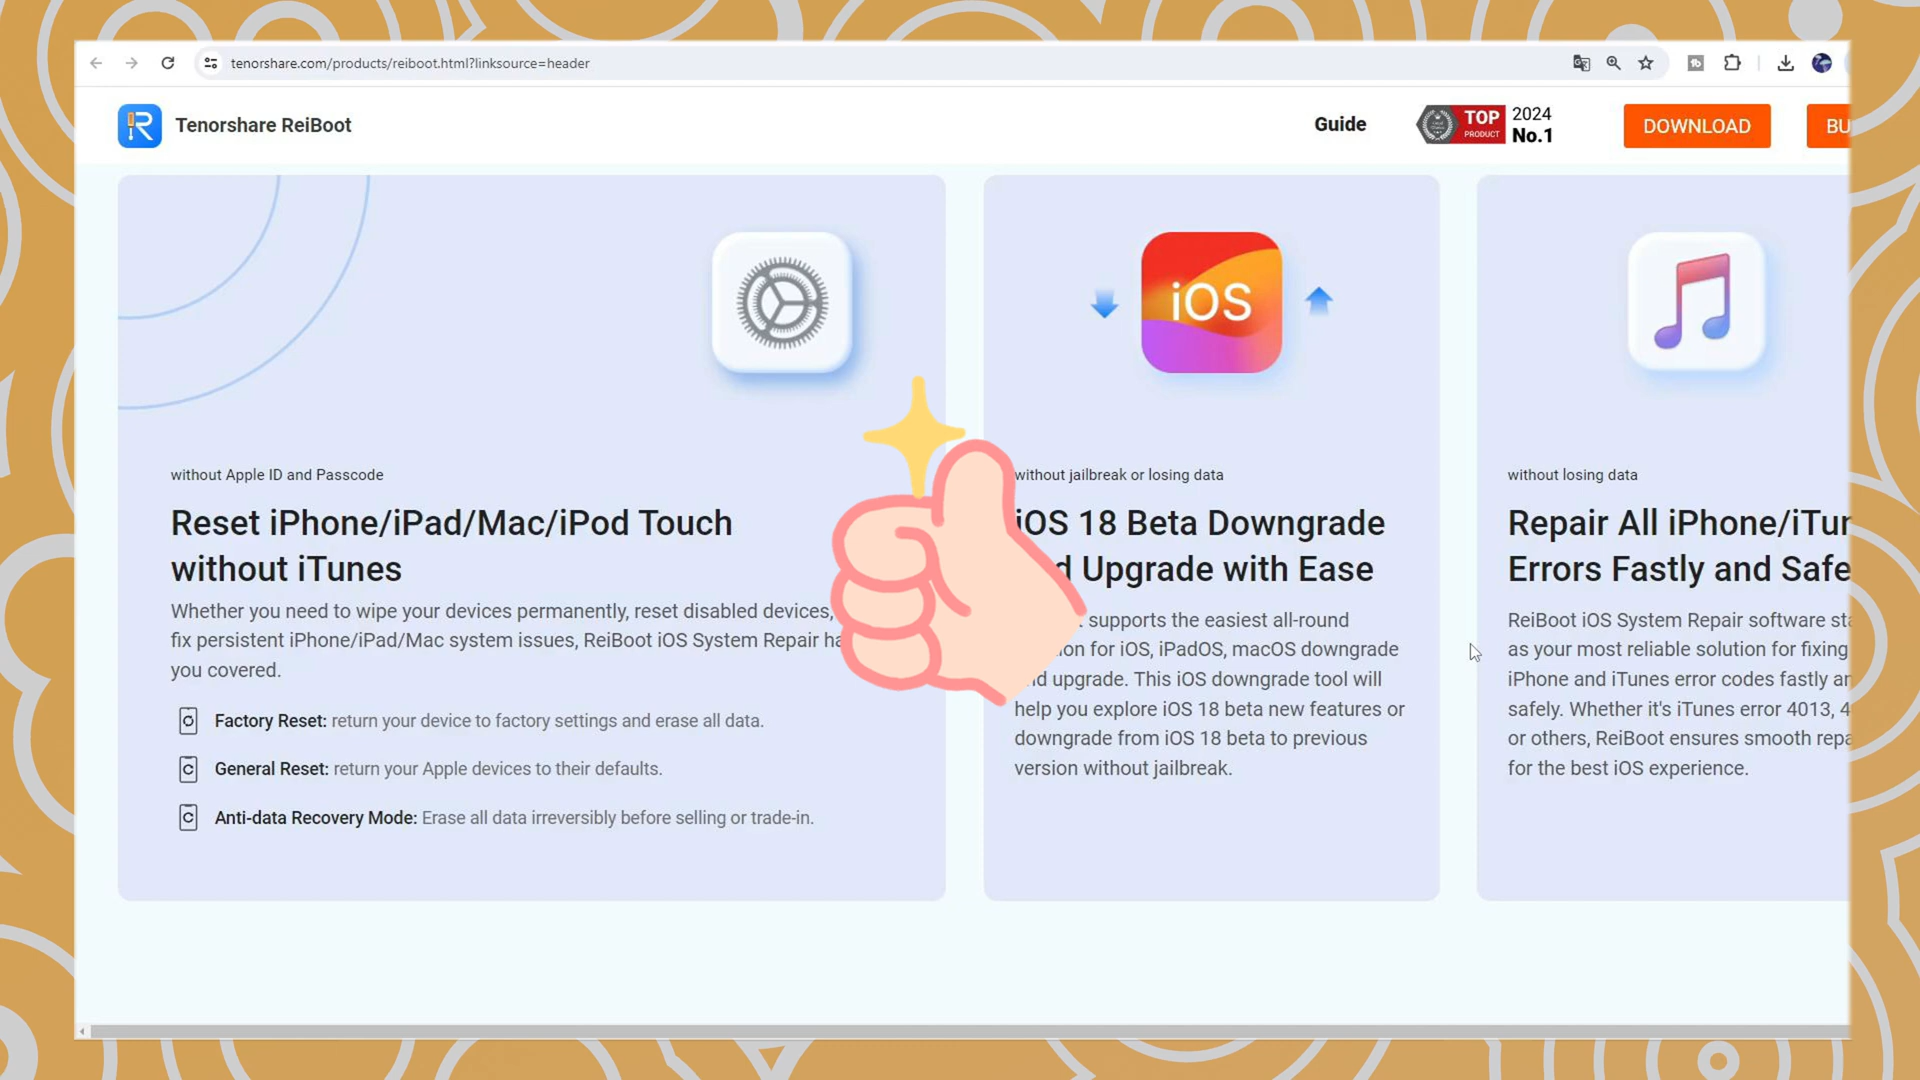 tenorshare.com/products/reiboot.html?linksource=header
Tenorshare ReiBoot
Guide
TOP
PRODUCT
2024
No.1
DOWNLOAD
BU
iOS
without Apple ID and Passcode
Reset iPhone/iPad/Mac/iPod Touch
without iTunes
Whether you need to wipe your devices permanently, reset disabled devices,
fix persistent iPhone/iPad/Mac system issues, ReiBoot iOS System Repair ha
you covered.
Factory Reset: return your device to factory settings and erase all data.
General Reset: return your Apple devices to their defaults.
Anti-data Recovery Mode: Erase all data irreversibly before selling or trade-in.
without jailbreak or losing data
iOS 18 Beta Downgrade
Upgrade with Ease
supports the easiest all-round
for iOS, iPadOS, macOS downgrade
upgrade. This iOS downgrade tool will
help you explore iOS 18 beta new features or
downgrade from iOS 18 beta to previous
version without jailbreak.
without losing data
Repair All iPhone/iTu
Errors Fastly and Safe
ReiBoot iOS System Repair software sta
as your most reliable solution for fixing
iPhone and iTunes error codes fastly an
safely. Whether it's iTunes error 4013, 4
or others, ReiBoot ensures smooth repa
for the best iOS experience.